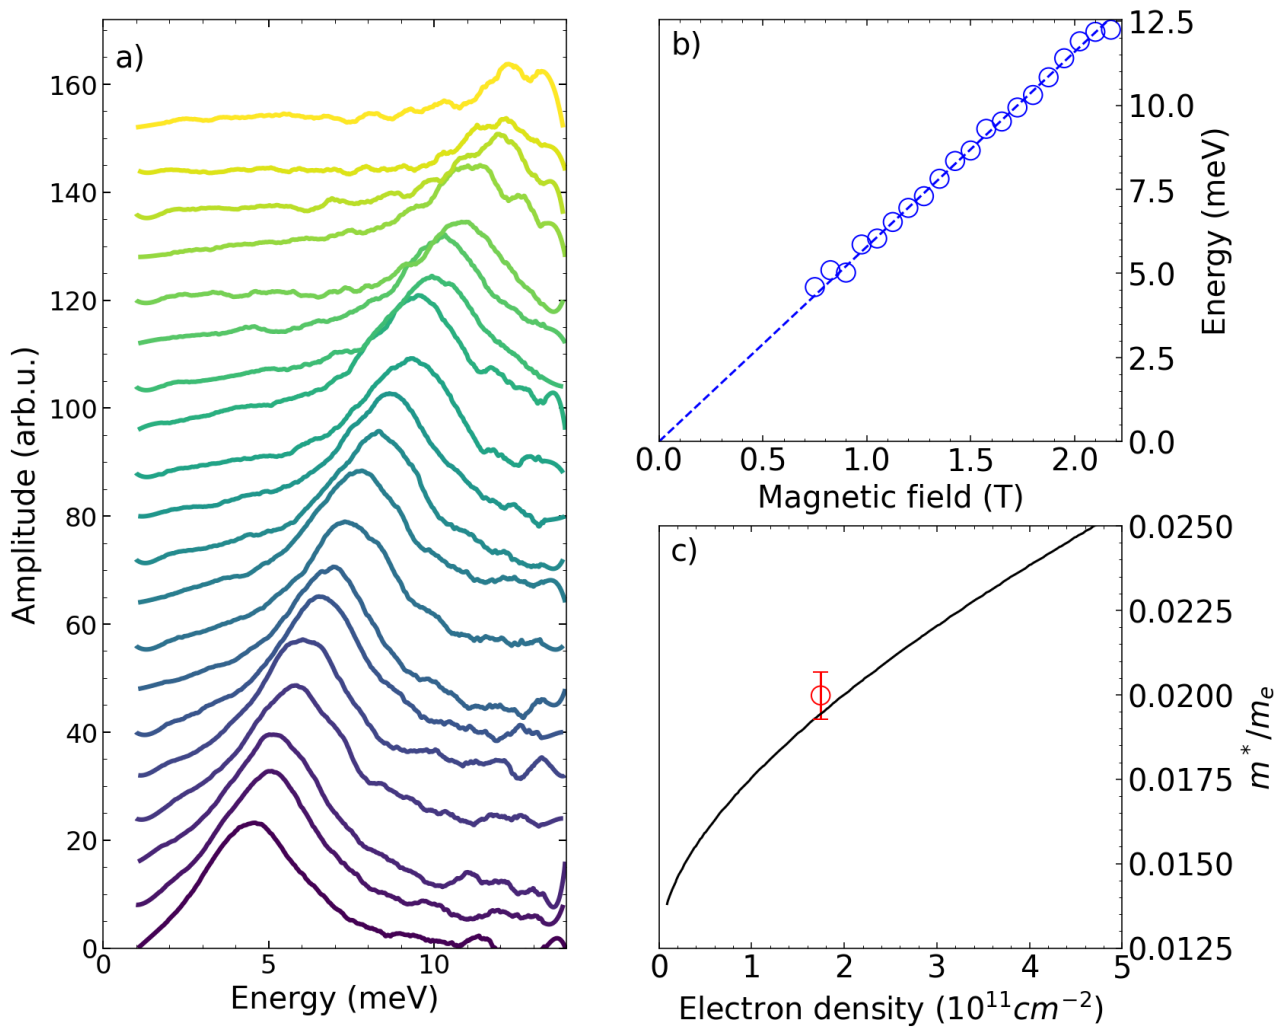 a)
160
140
120
100
80
60
40
20
0
Amplitude (arb.u.)
0 5 10
Energy (meV)
b)
12.5
10.0
7.5
5.0
2.5
0.0
Energy (meV)
0.0 0.5 1.0 1.5 2.0
Magnetic field (T)
c)
0.0250
0.0225
0.0200
0.0175
0.0150
0.0125
m*/mₑ
0 1 2 3 4 5
Electron density (10¹¹cm⁻²)